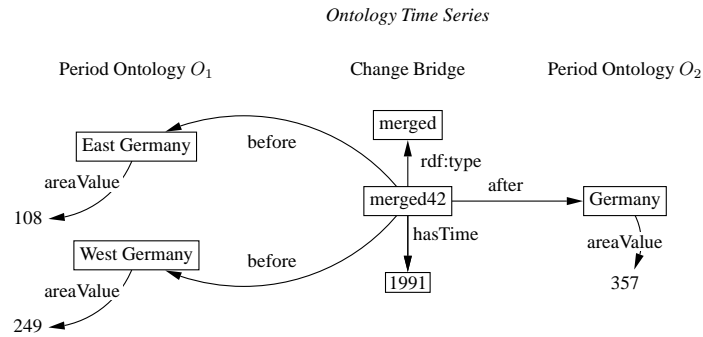 Ontology Time Series
Period Ontology O1 Change Bridge Period Ontology O2
merged
East Germany before rdf:type
areaValue merged42 after Germany
108 hasTime areaValue
West Germany before
areaValue 1991 357
249